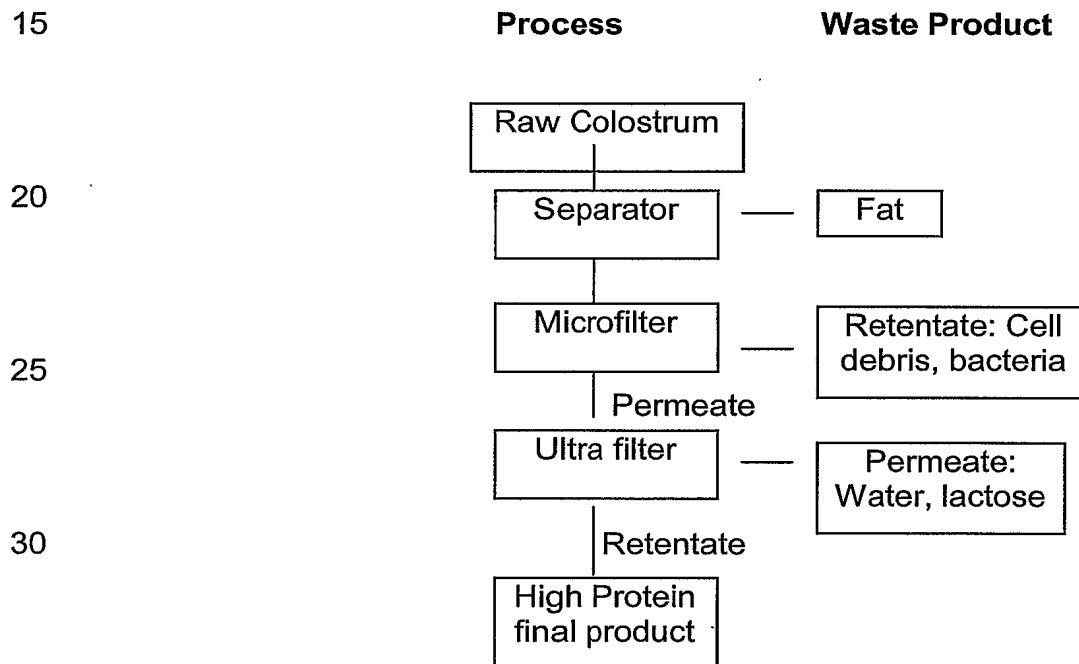 15 Process Waste Product
Raw Colostrum
20 Separator Fat
Microfilter Retentate: Cell
25 debris, bacteria
Permeate
Ultra filter Permeate:
Water, lactose
30 Retentate
High Protein
final product